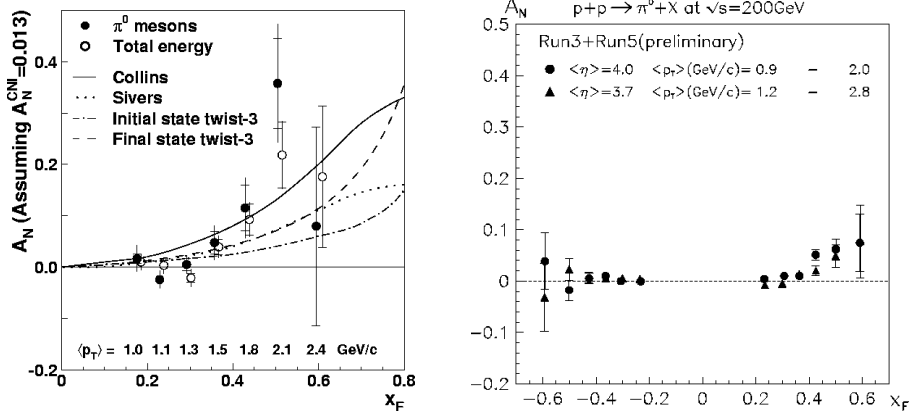 A_N (Assuming A_N^CNI=0.013)
π⁰ mesons
Total energy
Collins
Sivers
Initial state twist-3
Final state twist-3
0.4
0.2
0.0
-0.2
⟨p_T⟩ = 1.0 1.1 1.3 1.5 1.8 2.1 2.4 GeV/c
0 0.2 0.4 0.6 0.8
x_F
A_N p+p → π⁰+X at √s=200GeV
Run3+Run5(preliminary)
<η>=4.0 <p_T>(GeV/c)= 0.9 – 2.0
<η>=3.7 <p_T>(GeV/c)= 1.2 – 2.8
0.5
0.4
0.3
0.2
0.1
0
-0.1
-0.2
-0.6 -0.4 -0.2 0 0.2 0.4 0.6 x_F